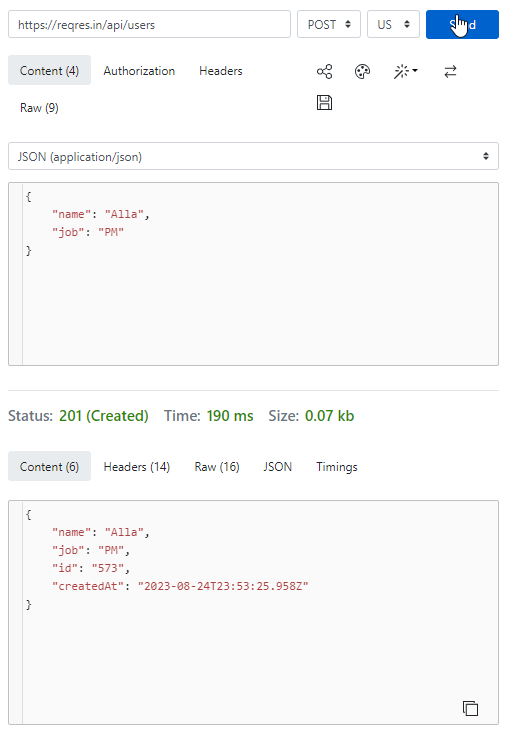 https://reqres.in/api/users POST US
Content (4) Authorization Headers
Raw (9)
JSON (application/json)
{
    "name": "Alla",
    "job": "PM"
}
Status: 201 (Created) Time: 190 ms Size: 0.07 kb
Content (6) Headers (14) Raw (16) JSON Timings
{
    "name": "Alla",
    "job": "PM",
    "id": "573",
    "createdAt": "2023-08-24T23:53:25.958Z"
}